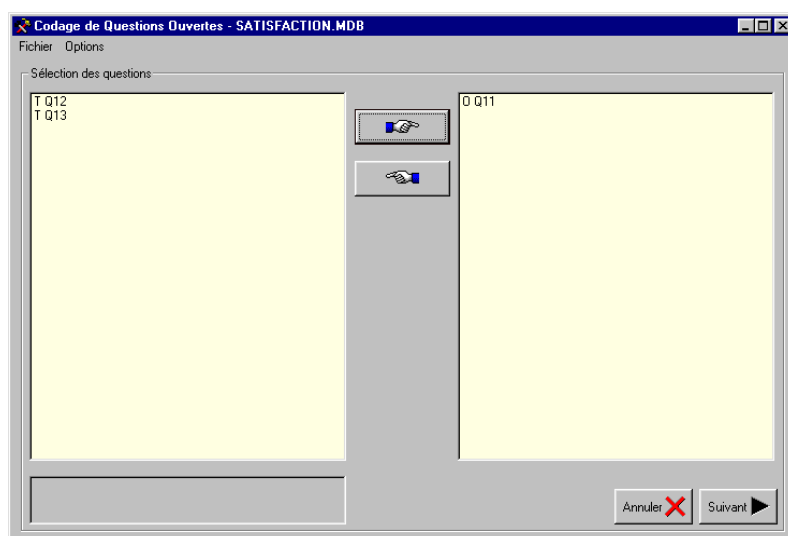 Codage de Questions Ouvertes - SATISFACTION.MDB
Fichier Options
Sélection des questions
T Q12
T Q13
O Q11
Annuler
Suivant